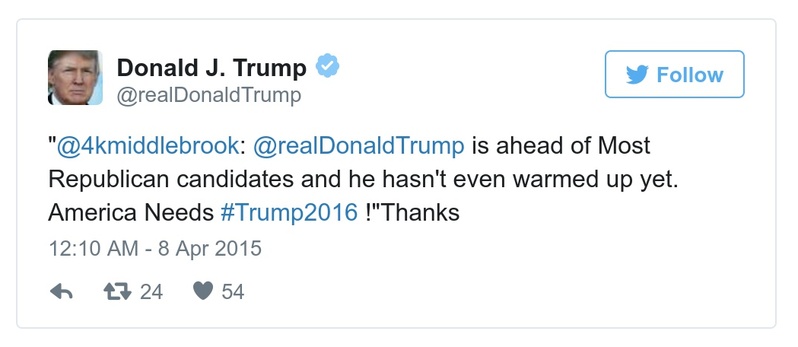 Donald J. Trump
@realDonaldTrump
Follow
"@4kmiddlebrook: @realDonaldTrump is ahead of Most
Republican candidates and he hasn't even warmed up yet.
America Needs #Trump2016 !"Thanks
12:10 AM - 8 Apr 2015
24 54